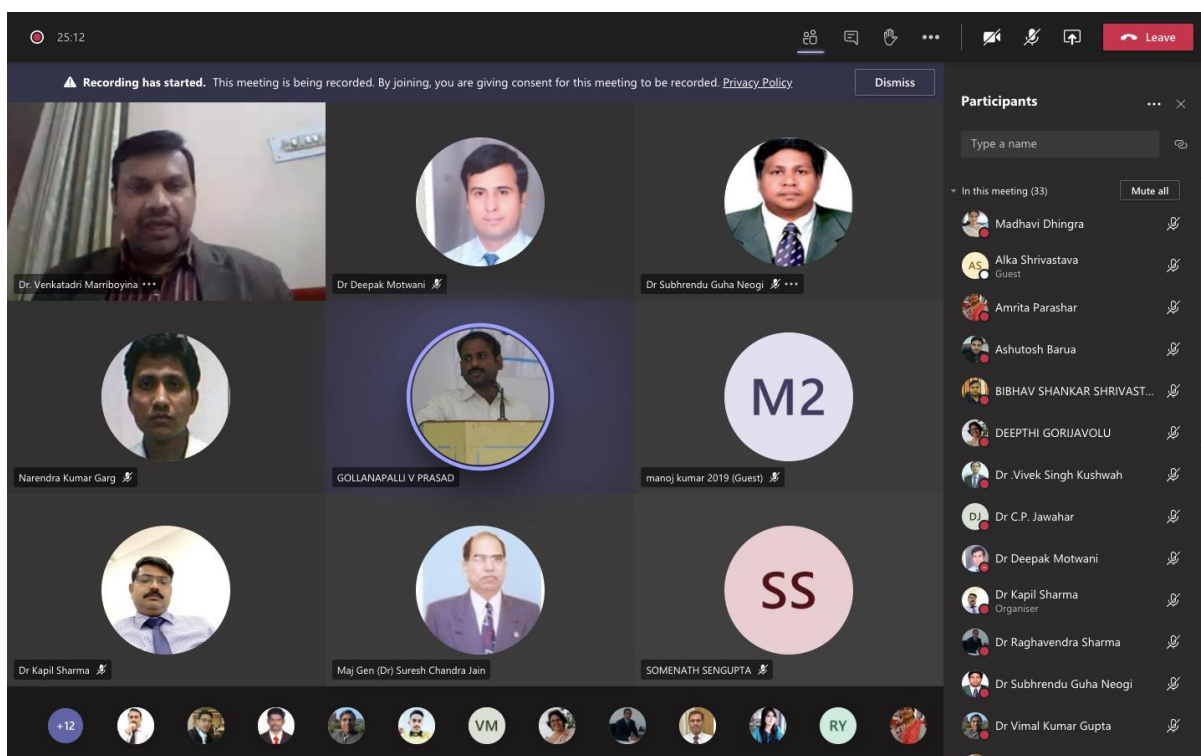 25:12
Leave
Recording has started. This meeting is being recorded. By joining, you are giving consent for this meeting to be recorded. Privacy Policy
Dismiss
Dr. Venkatadri Marriboyina
Dr Deepak Motwani
Dr Subhrendu Guha Neogi
M2
Narendra Kumar Garg
GOLLANAPALLI V PRASAD
manoj kumar 2019 (Guest)
SS
Dr Kapil Sharma
Maj Gen (Dr) Suresh Chandra Jain
SOMENATH SENGUPTA
+12
VM
RY
Participants
Type a name
In this meeting (33)
Mute all
Madhavi Dhingra
AS
Alka Shrivastava
Guest
Amrita Parashar
Ashutosh Barua
BIBHAV SHANKAR SHRIVAST...
DEEPTHI GORIJAVOLU
Dr .Vivek Singh Kushwah
DJ
Dr C.P. Jawahar
Dr Deepak Motwani
Dr Kapil Sharma
Organiser
Dr Raghavendra Sharma
Dr Subhrendu Guha Neogi
Dr Vimal Kumar Gupta